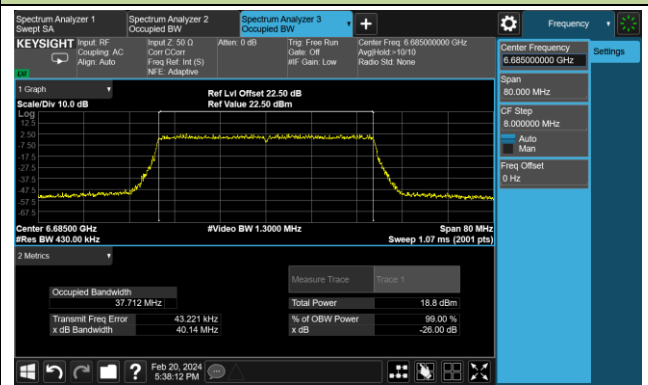 Spectrum Analyzer 1
Swept SA
Spectrum Analyzer 2
Occupied BW
Spectrum Analyzer 3
Occupied BW
Frequency
KEYSIGHT
Input: RF
Coupling: AC
Align: Auto
Input Z: 50 Ω
Corr CCorr
Freq Ref: Int (S)
NFE: Adaptive
Atten: 0 dB
Trig: Free Run
Gate: Off
#IF Gain: Low
Center Freq: 6.685000000 GHz
Avg|Hold:>10/10
Radio Std: None
Center Frequency
6.685000000 GHz
Settings
Span
80.000 MHz
CF Step
8.000000 MHz
Auto
Man
Freq Offset
0 Hz
1 Graph
Scale/Div 10.0 dB
Ref Lvl Offset 22.50 dB
Ref Value 22.50 dBm
Log
12.5
2.50
-7.50
-17.5
-27.5
-37.5
-47.5
-57.5
-67.5
Center 6.68500 GHz
#Res BW 430.00 kHz
#Video BW 1.3000 MHz
Span 80 MHz
Sweep 1.07 ms (2001 pts)
2 Metrics
Measure Trace
Trace 1
Occupied Bandwidth
37.712 MHz
Total Power
18.8 dBm
Transmit Freq Error
43.221 kHz
% of OBW Power
99.00 %
x dB Bandwidth
40.14 MHz
x dB
-26.00 dB
Feb 20, 2024
5:38:12 PM